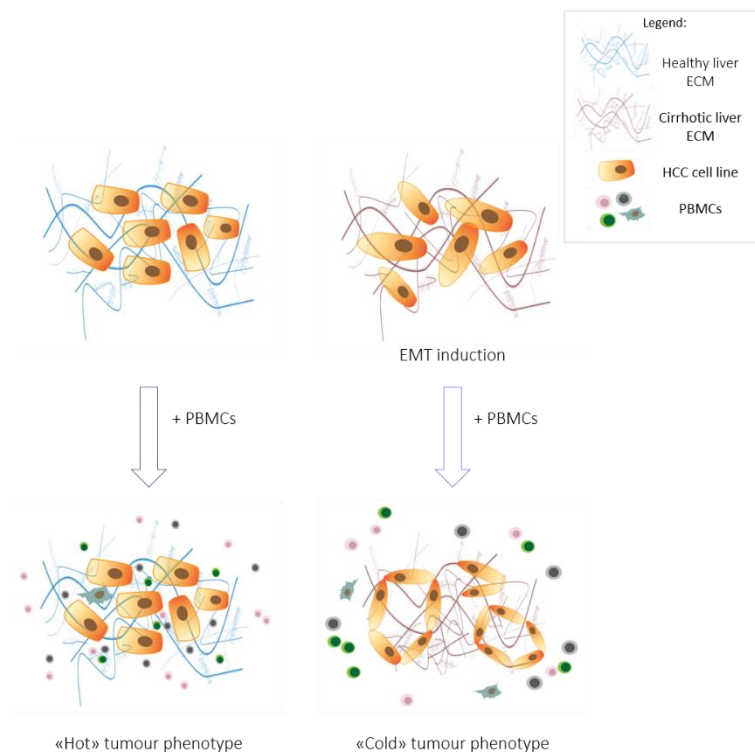 Legend:
Healthy liver
ECM
Cirrhotic liver
ECM
HCC cell line
PBMCs
EMT induction
+ PBMCs
+ PBMCs
«Hot» tumour phenotype
«Cold» tumour phenotype